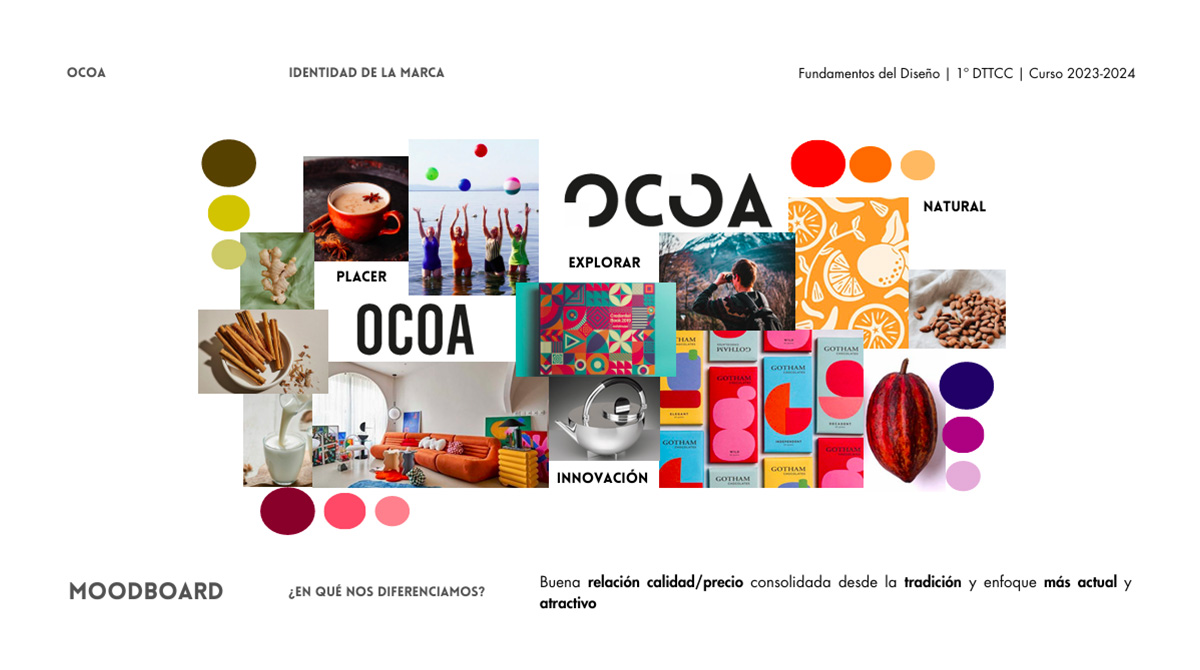 OCOA
IDENTIDAD DE LA MARCA
Fundamentos del Diseño | 1º DTTCC | Curso 2023-2024
OCOA
NATURAL
EXPLORAR
PLACER
OCOA
GOTHAM
GOTHAM
GOTHAM
GOTHAM
GOTHAM
GOTHAM
GOTHAM
GOTHAM
INNOVACIÓN
MOODBOARD
¿EN QUÉ NOS DIFERENCIAMOS?
Buena relación calidad/precio consolidada desde la tradición y enfoque más actual y
atractivo